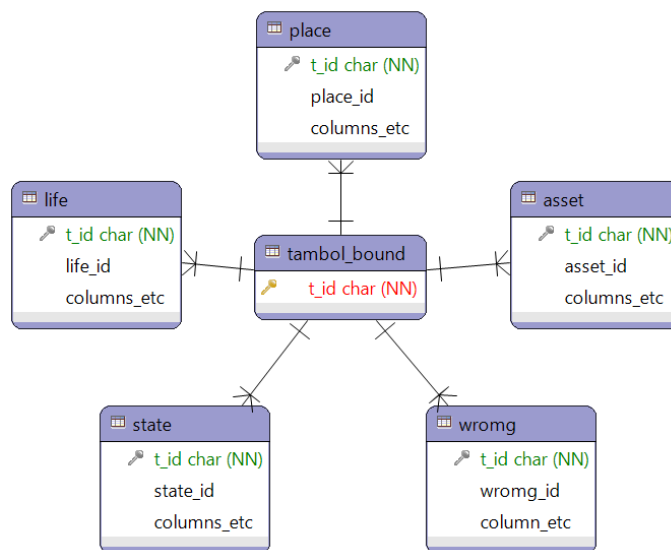 place
t_id char (NN)
place_id
columns_etc
life
t_id char (NN)
life_id
columns_etc
tambol_bound
t_id char (NN)
asset
t_id char (NN)
asset_id
columns_etc
state
t_id char (NN)
state_id
columns_etc
wromg
t_id char (NN)
wromg_id
column_etc